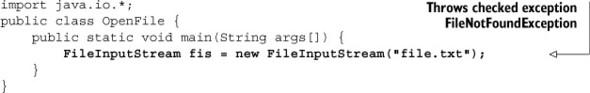 import java.io.*;
public class OpenFile {
public static void main(String args[]) {
FileInputStream fis = new FileInputStream("file.txt");
}
}
Throws checked exception
FileNotFoundException